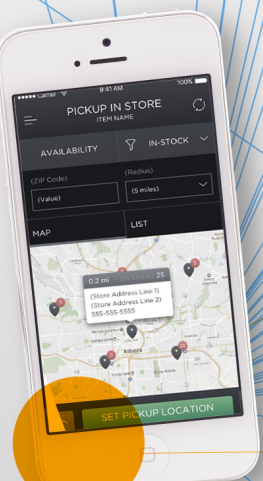 Carrier 9:41 AM 100%
PICKUP IN STORE
ITEM NAME
AVAILABILITY IN-STOCK
(ZIP Code) (Radius)
(Value) (5 miles)
MAP LIST
0.2 mi 25
(Store Address Line 1)
(Store Address Line 2)
555-555-5555
Atlanta
SET PICKUP LOCATION